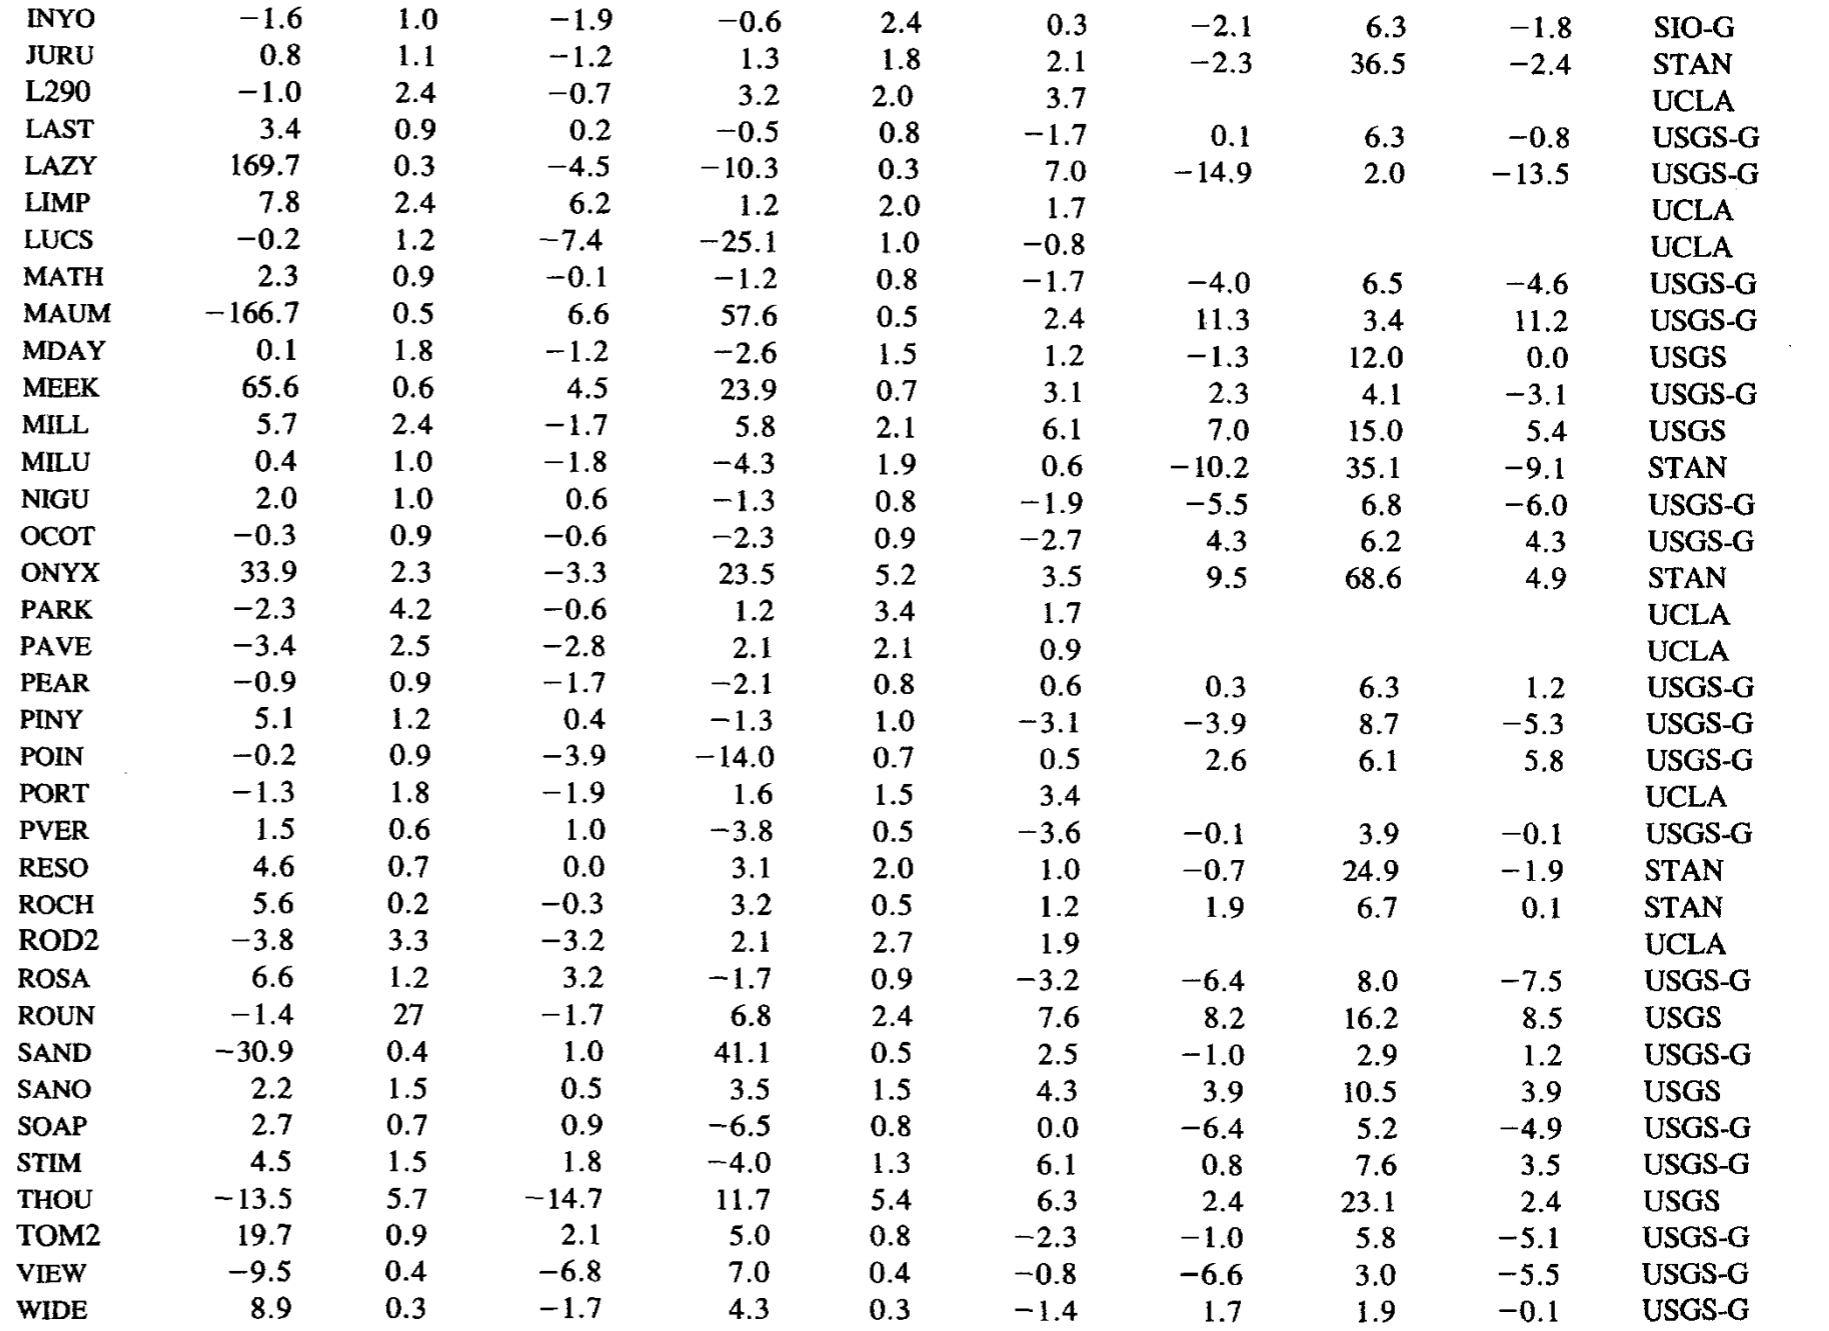 INYO −1.6 1.0 −1.9 −0.6 2.4 0.3 −2.1 6.3 −1.8 SIO-G
JURU 0.8 1.1 −1.2 1.3 1.8 2.1 −2.3 36.5 −2.4 STAN
L290 −1.0 2.4 −0.7 3.2 2.0 3.7 UCLA
LAST 3.4 0.9 0.2 −0.5 0.8 −1.7 0.1 6.3 −0.8 USGS-G
LAZY 169.7 0.3 −4.5 −10.3 0.3 7.0 −14.9 2.0 −13.5 USGS-G
LIMP 7.8 2.4 6.2 1.2 2.0 1.7 UCLA
LUCS −0.2 1.2 −7.4 −25.1 1.0 −0.8 UCLA
MATH 2.3 0.9 −0.1 −1.2 0.8 −1.7 −4.0 6.5 −4.6 USGS-G
MAUM −166.7 0.5 6.6 57.6 0.5 2.4 11.3 3.4 11.2 USGS-G
MDAY 0.1 1.8 −1.2 −2.6 1.5 1.2 −1.3 12.0 0.0 USGS
MEEK 65.6 0.6 4.5 23.9 0.7 3.1 2.3 4.1 −3.1 USGS-G
MILL 5.7 2.4 −1.7 5.8 2.1 6.1 7.0 15.0 5.4 USGS
MILU 0.4 1.0 −1.8 −4.3 1.9 0.6 −10.2 35.1 −9.1 STAN
NIGU 2.0 1.0 0.6 −1.3 0.8 −1.9 −5.5 6.8 −6.0 USGS-G
OCOT −0.3 0.9 −0.6 −2.3 0.9 −2.7 4.3 6.2 4.3 USGS-G
ONYX 33.9 2.3 −3.3 23.5 5.2 3.5 9.5 68.6 4.9 STAN
PARK −2.3 4.2 −0.6 1.2 3.4 1.7 UCLA
PAVE −3.4 2.5 −2.8 2.1 2.1 0.9 UCLA
PEAR −0.9 0.9 −1.7 −2.1 0.8 0.6 0.3 6.3 1.2 USGS-G
PINY 5.1 1.2 0.4 −1.3 1.0 −3.1 −3.9 8.7 −5.3 USGS-G
POIN −0.2 0.9 −3.9 −14.0 0.7 0.5 2.6 6.1 5.8 USGS-G
PORT −1.3 1.8 −1.9 1.6 1.5 3.4 UCLA
PVER 1.5 0.6 1.0 −3.8 0.5 −3.6 −0.1 3.9 −0.1 USGS-G
RESO 4.6 0.7 0.0 3.1 2.0 1.0 −0.7 24.9 −1.9 STAN
ROCH 5.6 0.2 −0.3 3.2 0.5 1.2 1.9 6.7 0.1 STAN
ROD2 −3.8 3.3 −3.2 2.1 2.7 1.9 UCLA
ROSA 6.6 1.2 3.2 −1.7 0.9 −3.2 −6.4 8.0 −7.5 USGS-G
ROUN −1.4 27 −1.7 6.8 2.4 7.6 8.2 16.2 8.5 USGS
SAND −30.9 0.4 1.0 41.1 0.5 2.5 −1.0 2.9 1.2 USGS-G
SANO 2.2 1.5 0.5 3.5 1.5 4.3 3.9 10.5 3.9 USGS
SOAP 2.7 0.7 0.9 −6.5 0.8 0.0 −6.4 5.2 −4.9 USGS-G
STIM 4.5 1.5 1.8 −4.0 1.3 6.1 0.8 7.6 3.5 USGS-G
THOU −13.5 5.7 −14.7 11.7 5.4 6.3 2.4 23.1 2.4 USGS
TOM2 19.7 0.9 2.1 5.0 0.8 −2.3 −1.0 5.8 −5.1 USGS-G
VIEW −9.5 0.4 −6.8 7.0 0.4 −0.8 −6.6 3.0 −5.5 USGS-G
WIDE 8.9 0.3 −1.7 4.3 0.3 −1.4 1.7 1.9 −0.1 USGS-G